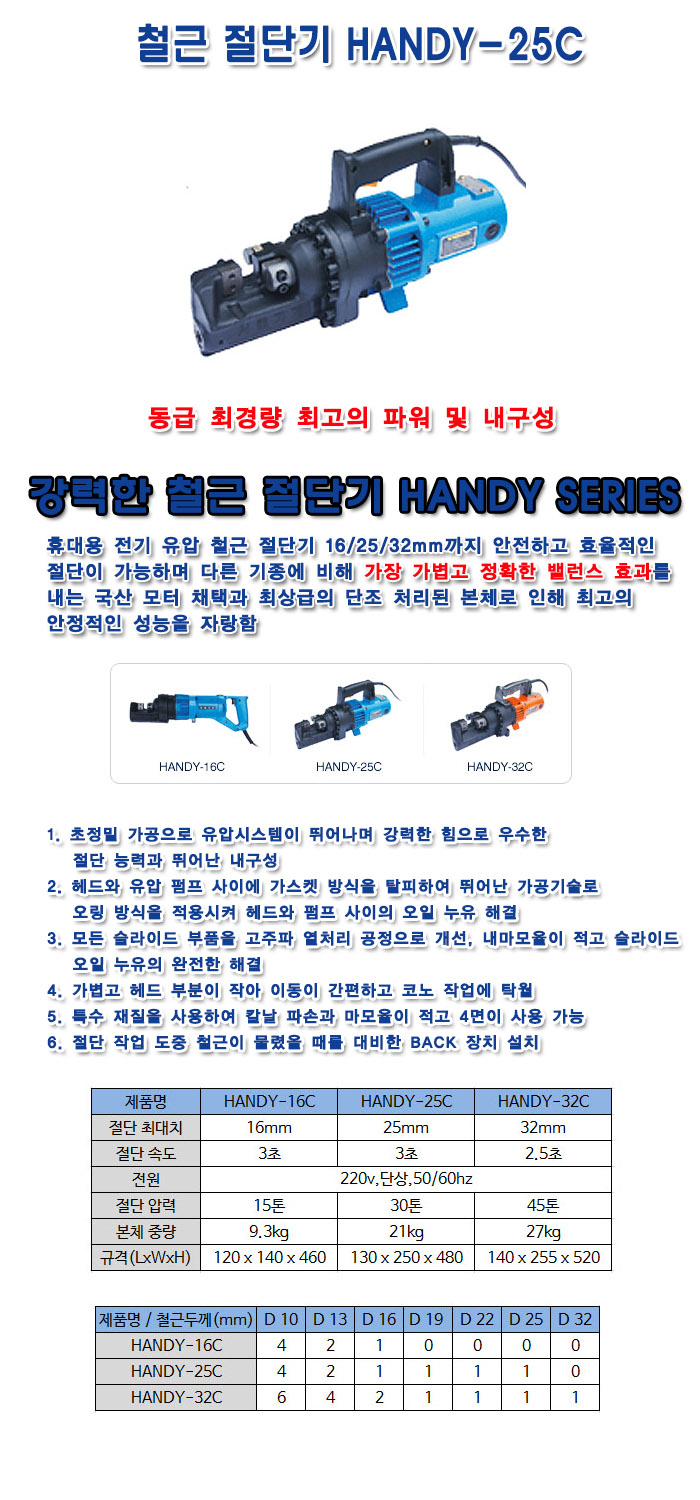 철근 절단기 HANDY-25C
동급 최경량 최고의 파워 및 내구성
강력한 철근 절단기 HANDY SERIES
휴대용 전기 유압 철근 절단기 16/25/32mm까지 안전하고 효율적인
절단이 가능하며 다른 기종에 비해 가장 가볍고 정확한 밸런스 효과를
내는 국산 모터 채택과 최상급의 단조 처리된 본체로 인해 최고의
안정적인 성능을 자랑함
HANDY-16C HANDY-25C HANDY-32C
1. 초정밀 가공으로 유압시스템이 뛰어나며 강력한 힘으로 우수한
절단 능력과 뛰어난 내구성
2. 헤드와 유압 펌프 사이에 가스켓 방식을 탈피하여 뛰어난 가공기술로
오링 방식을 적용시켜 헤드와 펌프 사이의 오일 누유 해결
3. 모든 슬라이드 부품을 고주파 열처리 공정으로 개선, 내마모율이 적고 슬라이드
오일 누유의 완전한 해결
4. 가볍고 헤드 부분이 작아 이동이 간편하고 코노 작업에 탁월
5. 특수 재질을 사용하여 칼날 파손과 마모율이 적고 4면이 사용 가능
6. 절단 작업 도중 철근이 물렸을 때를 대비한 BACK 장치 설치
제품명 HANDY-16C HANDY-25C HANDY-32C
절단 최대치 16mm 25mm 32mm
절단 속도 3초 3초 2.5초
전원 220v,단상,50/60hz
절단 압력 15톤 30톤 45톤
본체 중량 9.3kg 21kg 27kg
규격(LxWxH) 120 x 140 x 460 130 x 250 x 480 140 x 255 x 520
제품명 / 철근두께(mm) D 10 D 13 D 16 D 19 D 22 D 25 D 32
HANDY-16C 4 2 1 0 0 0 0
HANDY-25C 4 2 1 1 1 1 0
HANDY-32C 6 4 2 1 1 1 1